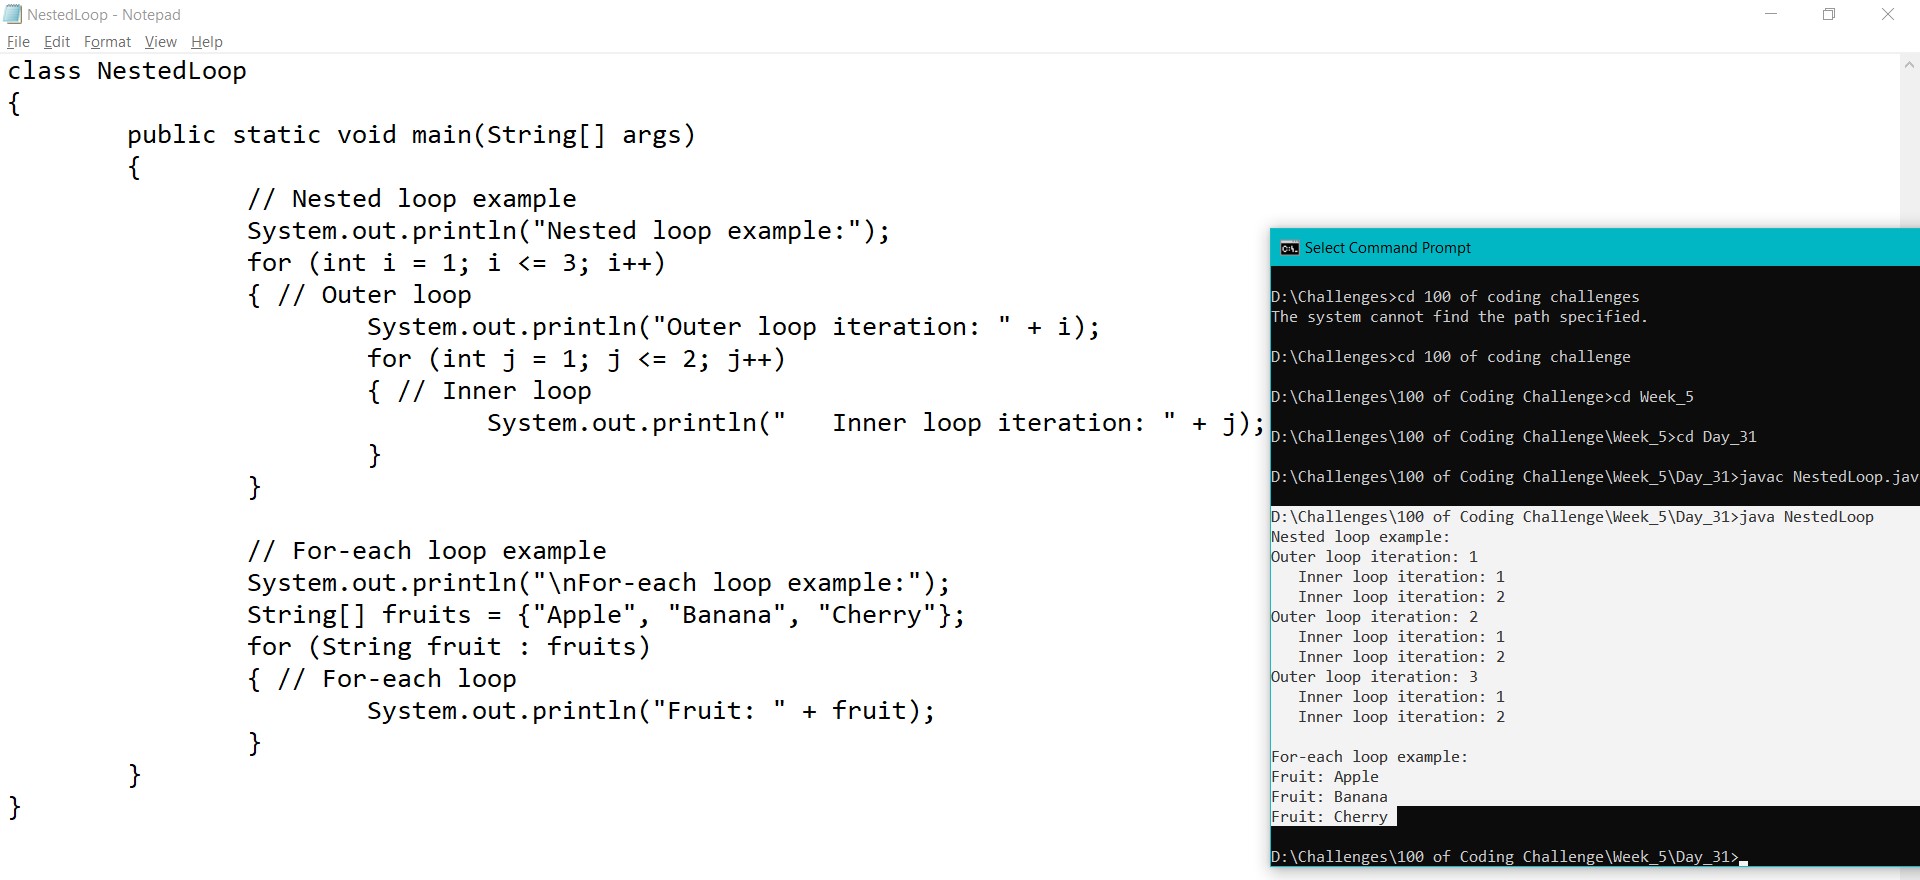 NestedLoop - Notepad
File Edit Format View Help
class NestedLoop
{
        public static void main(String[] args)
        {
                // Nested loop example
                System.out.println("Nested loop example:");
                for (int i = 1; i <= 3; i++)
                { // Outer loop
                        System.out.println("Outer loop iteration: " + i);
                        for (int j = 1; j <= 2; j++)
                        { // Inner loop
                                System.out.println("   Inner loop iteration: " + j);
                        }
                }

                // For-each loop example
                System.out.println("\nFor-each loop example:");
                String[] fruits = {"Apple", "Banana", "Cherry"};
                for (String fruit : fruits)
                { // For-each loop
                        System.out.println("Fruit: " + fruit);
                }
        }
}
Select Command Prompt
D:\Challenges>cd 100 of coding challenges
The system cannot find the path specified.

D:\Challenges>cd 100 of coding challenge

D:\Challenges\100 of Coding Challenge>cd Week_5

D:\Challenges\100 of Coding Challenge\Week_5>cd Day_31

D:\Challenges\100 of Coding Challenge\Week_5\Day_31>javac NestedLoop.jav

D:\Challenges\100 of Coding Challenge\Week_5\Day_31>java NestedLoop
Nested loop example:
Outer loop iteration: 1
   Inner loop iteration: 1
   Inner loop iteration: 2
Outer loop iteration: 2
   Inner loop iteration: 1
   Inner loop iteration: 2
Outer loop iteration: 3
   Inner loop iteration: 1
   Inner loop iteration: 2

For-each loop example:
Fruit: Apple
Fruit: Banana
Fruit: Cherry

D:\Challenges\100 of Coding Challenge\Week_5\Day_31>